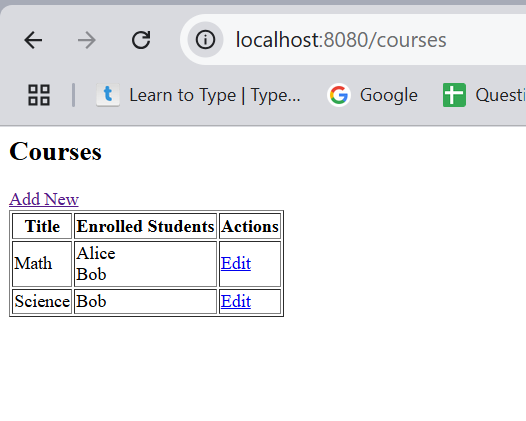 localhost:8080/courses
t Learn to Type | Type... G Google Questi
Courses
Add New
Title Enrolled Students Actions
Math Alice Edit
Bob
Science Bob Edit